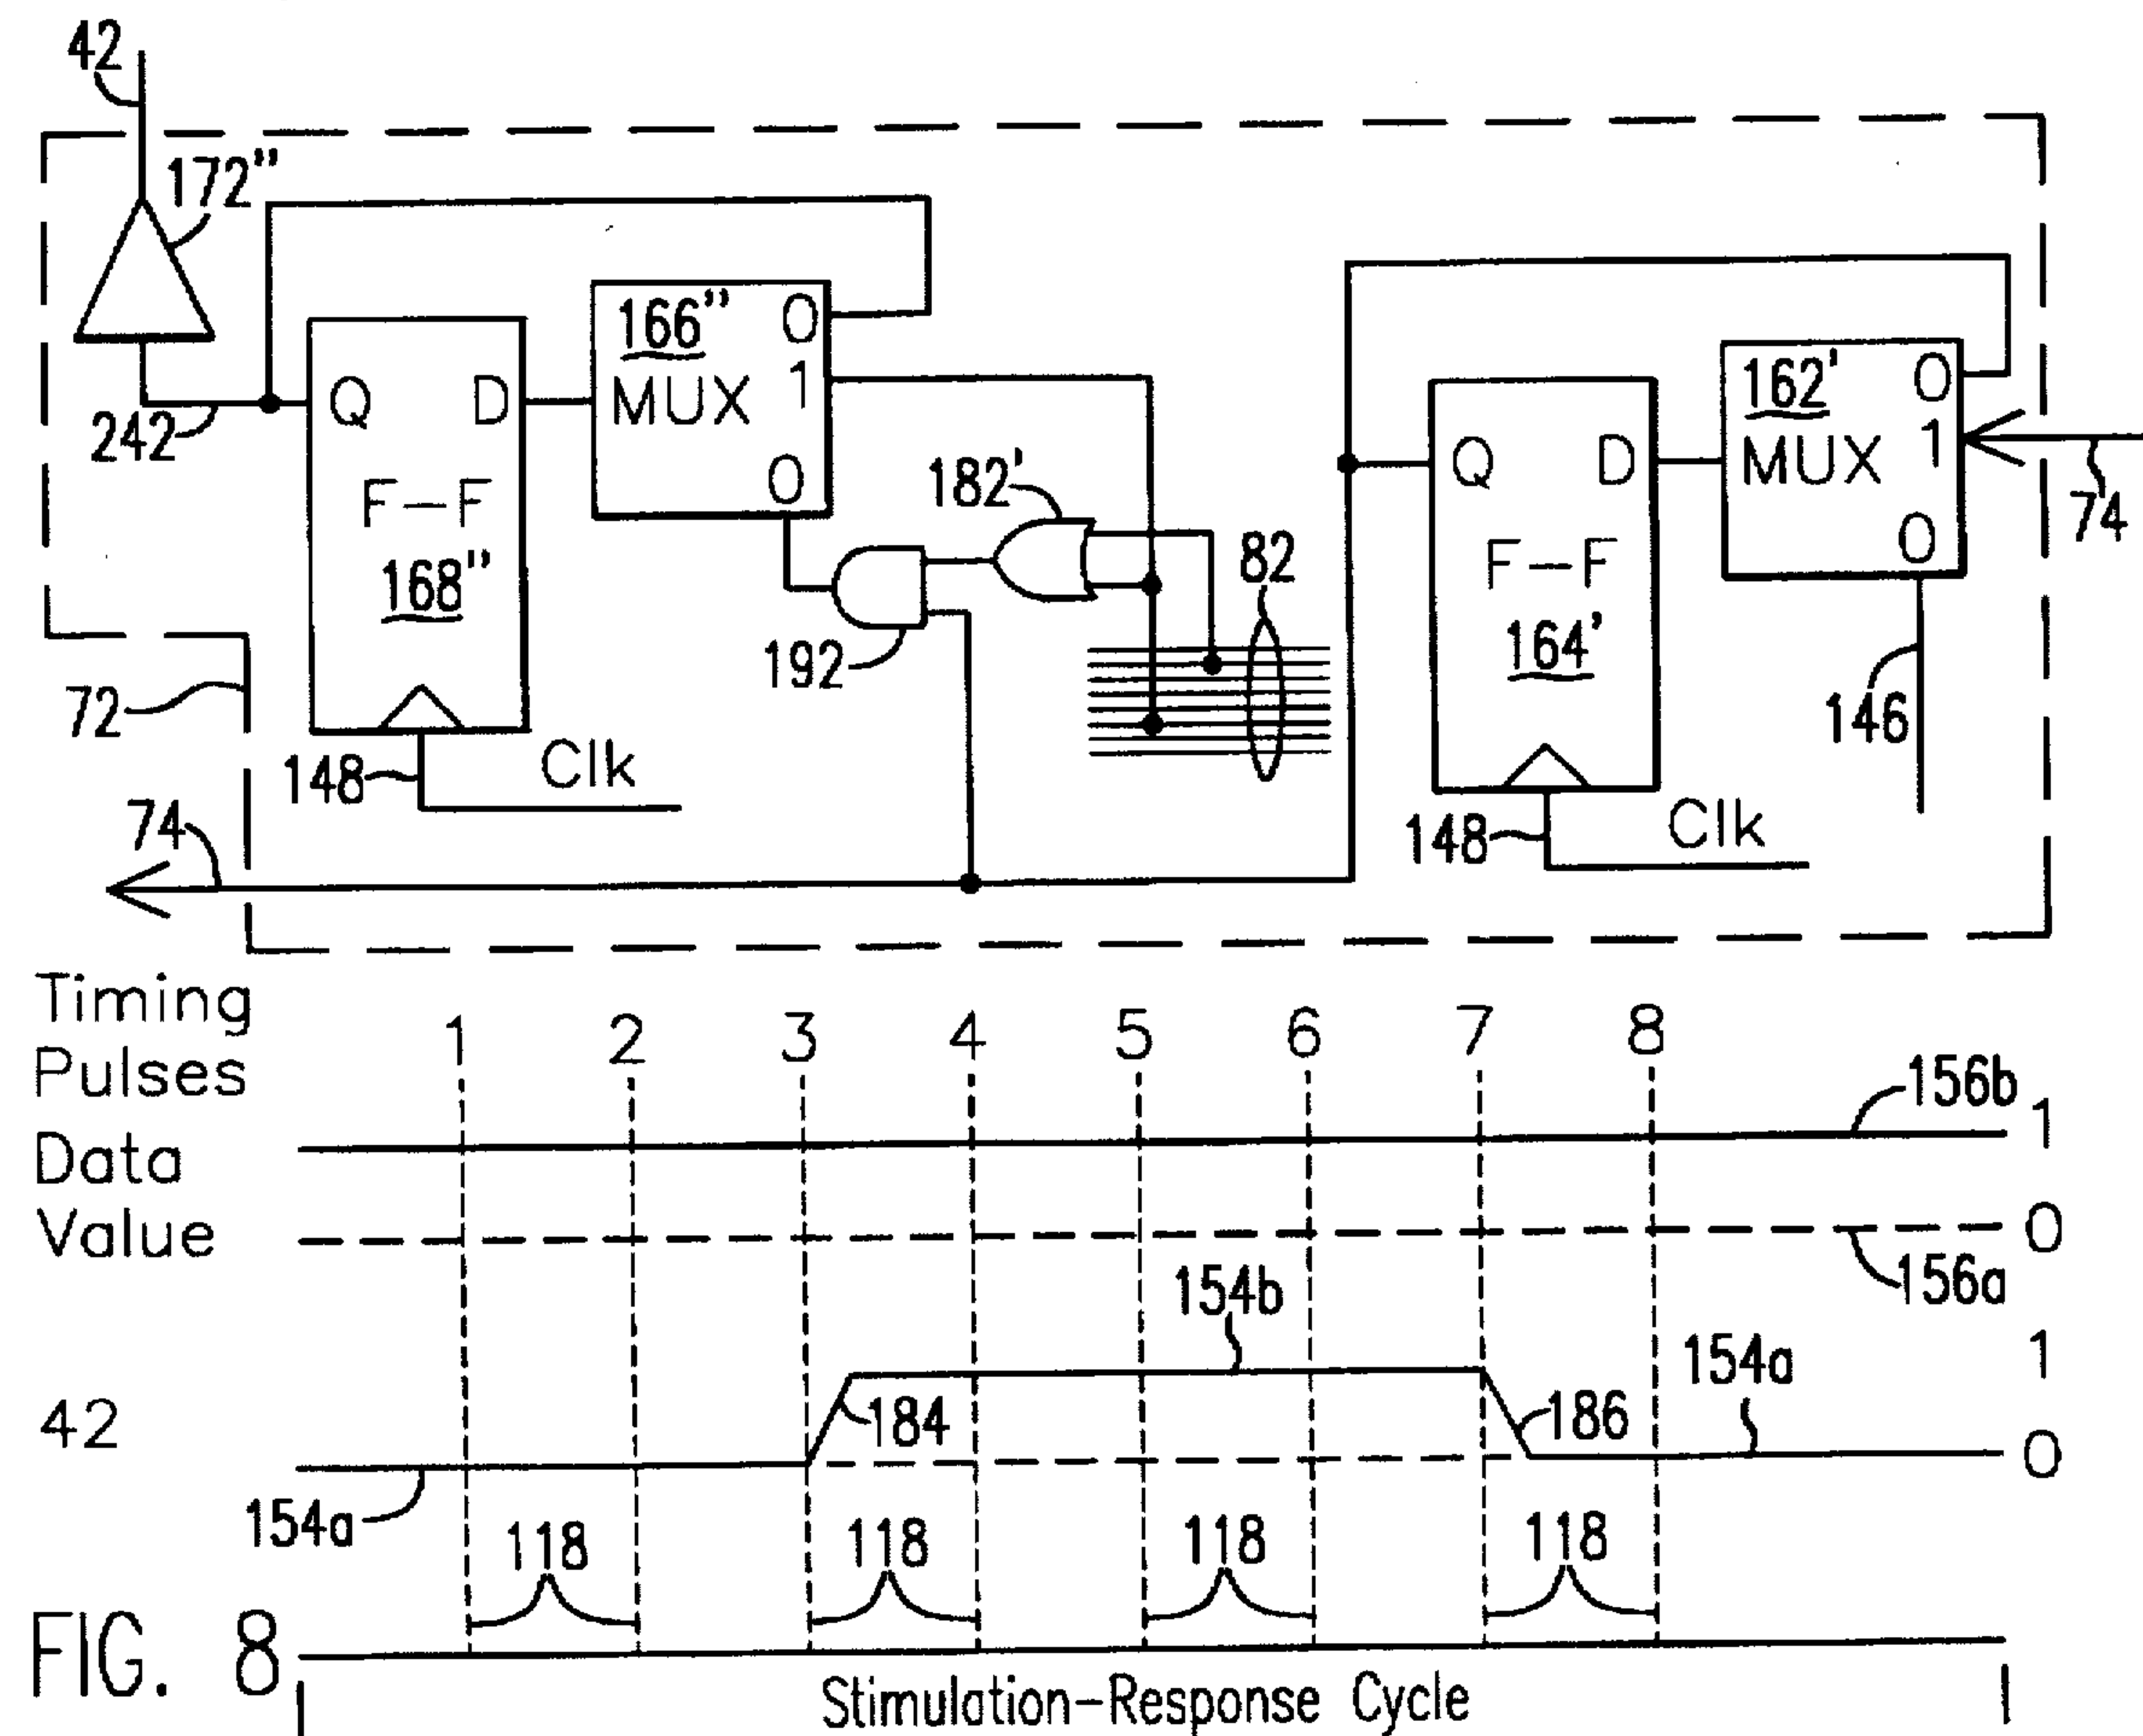 42
172"
166"
0
1
MUX
0
Q
D
F-F
168"
242
182'
192
82
162'
0
1
MUX
0
74
Q
D
F-F
164'
146
72
148
Clk
74
148
Clk
Timing
Pulses
1 2 3 4 5 6 7 8
156b
1
Data
Value
0
156a
154b
154a
1
42
184
186
0
154a
118 118 118 118
FIG. 8
Stimulation-Response Cycle